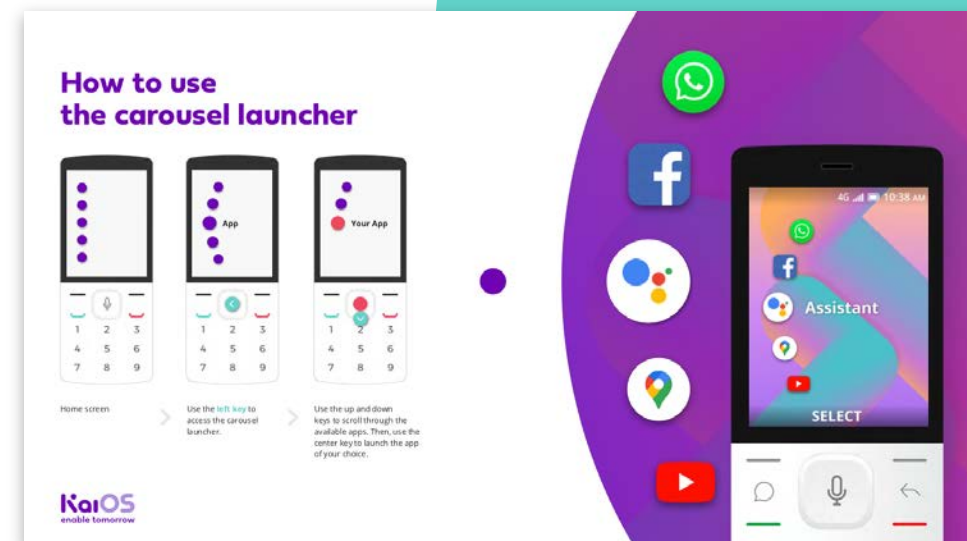 How to use
the carousel launcher
App
Your App
1 2 3
4 5 6
7 8 9
1 2 3
4 5 6
7 8 9
1 2 3
4 5 6
7 8 9
Home screen
Use the left key to
access the carousel
launcher.
Use the up and down
keys to scroll through the
available apps. Then, use the
center key to launch the app
of your choice.
KaiOS
enable tomorrow
4G 10:38 AM
Assistant
SELECT